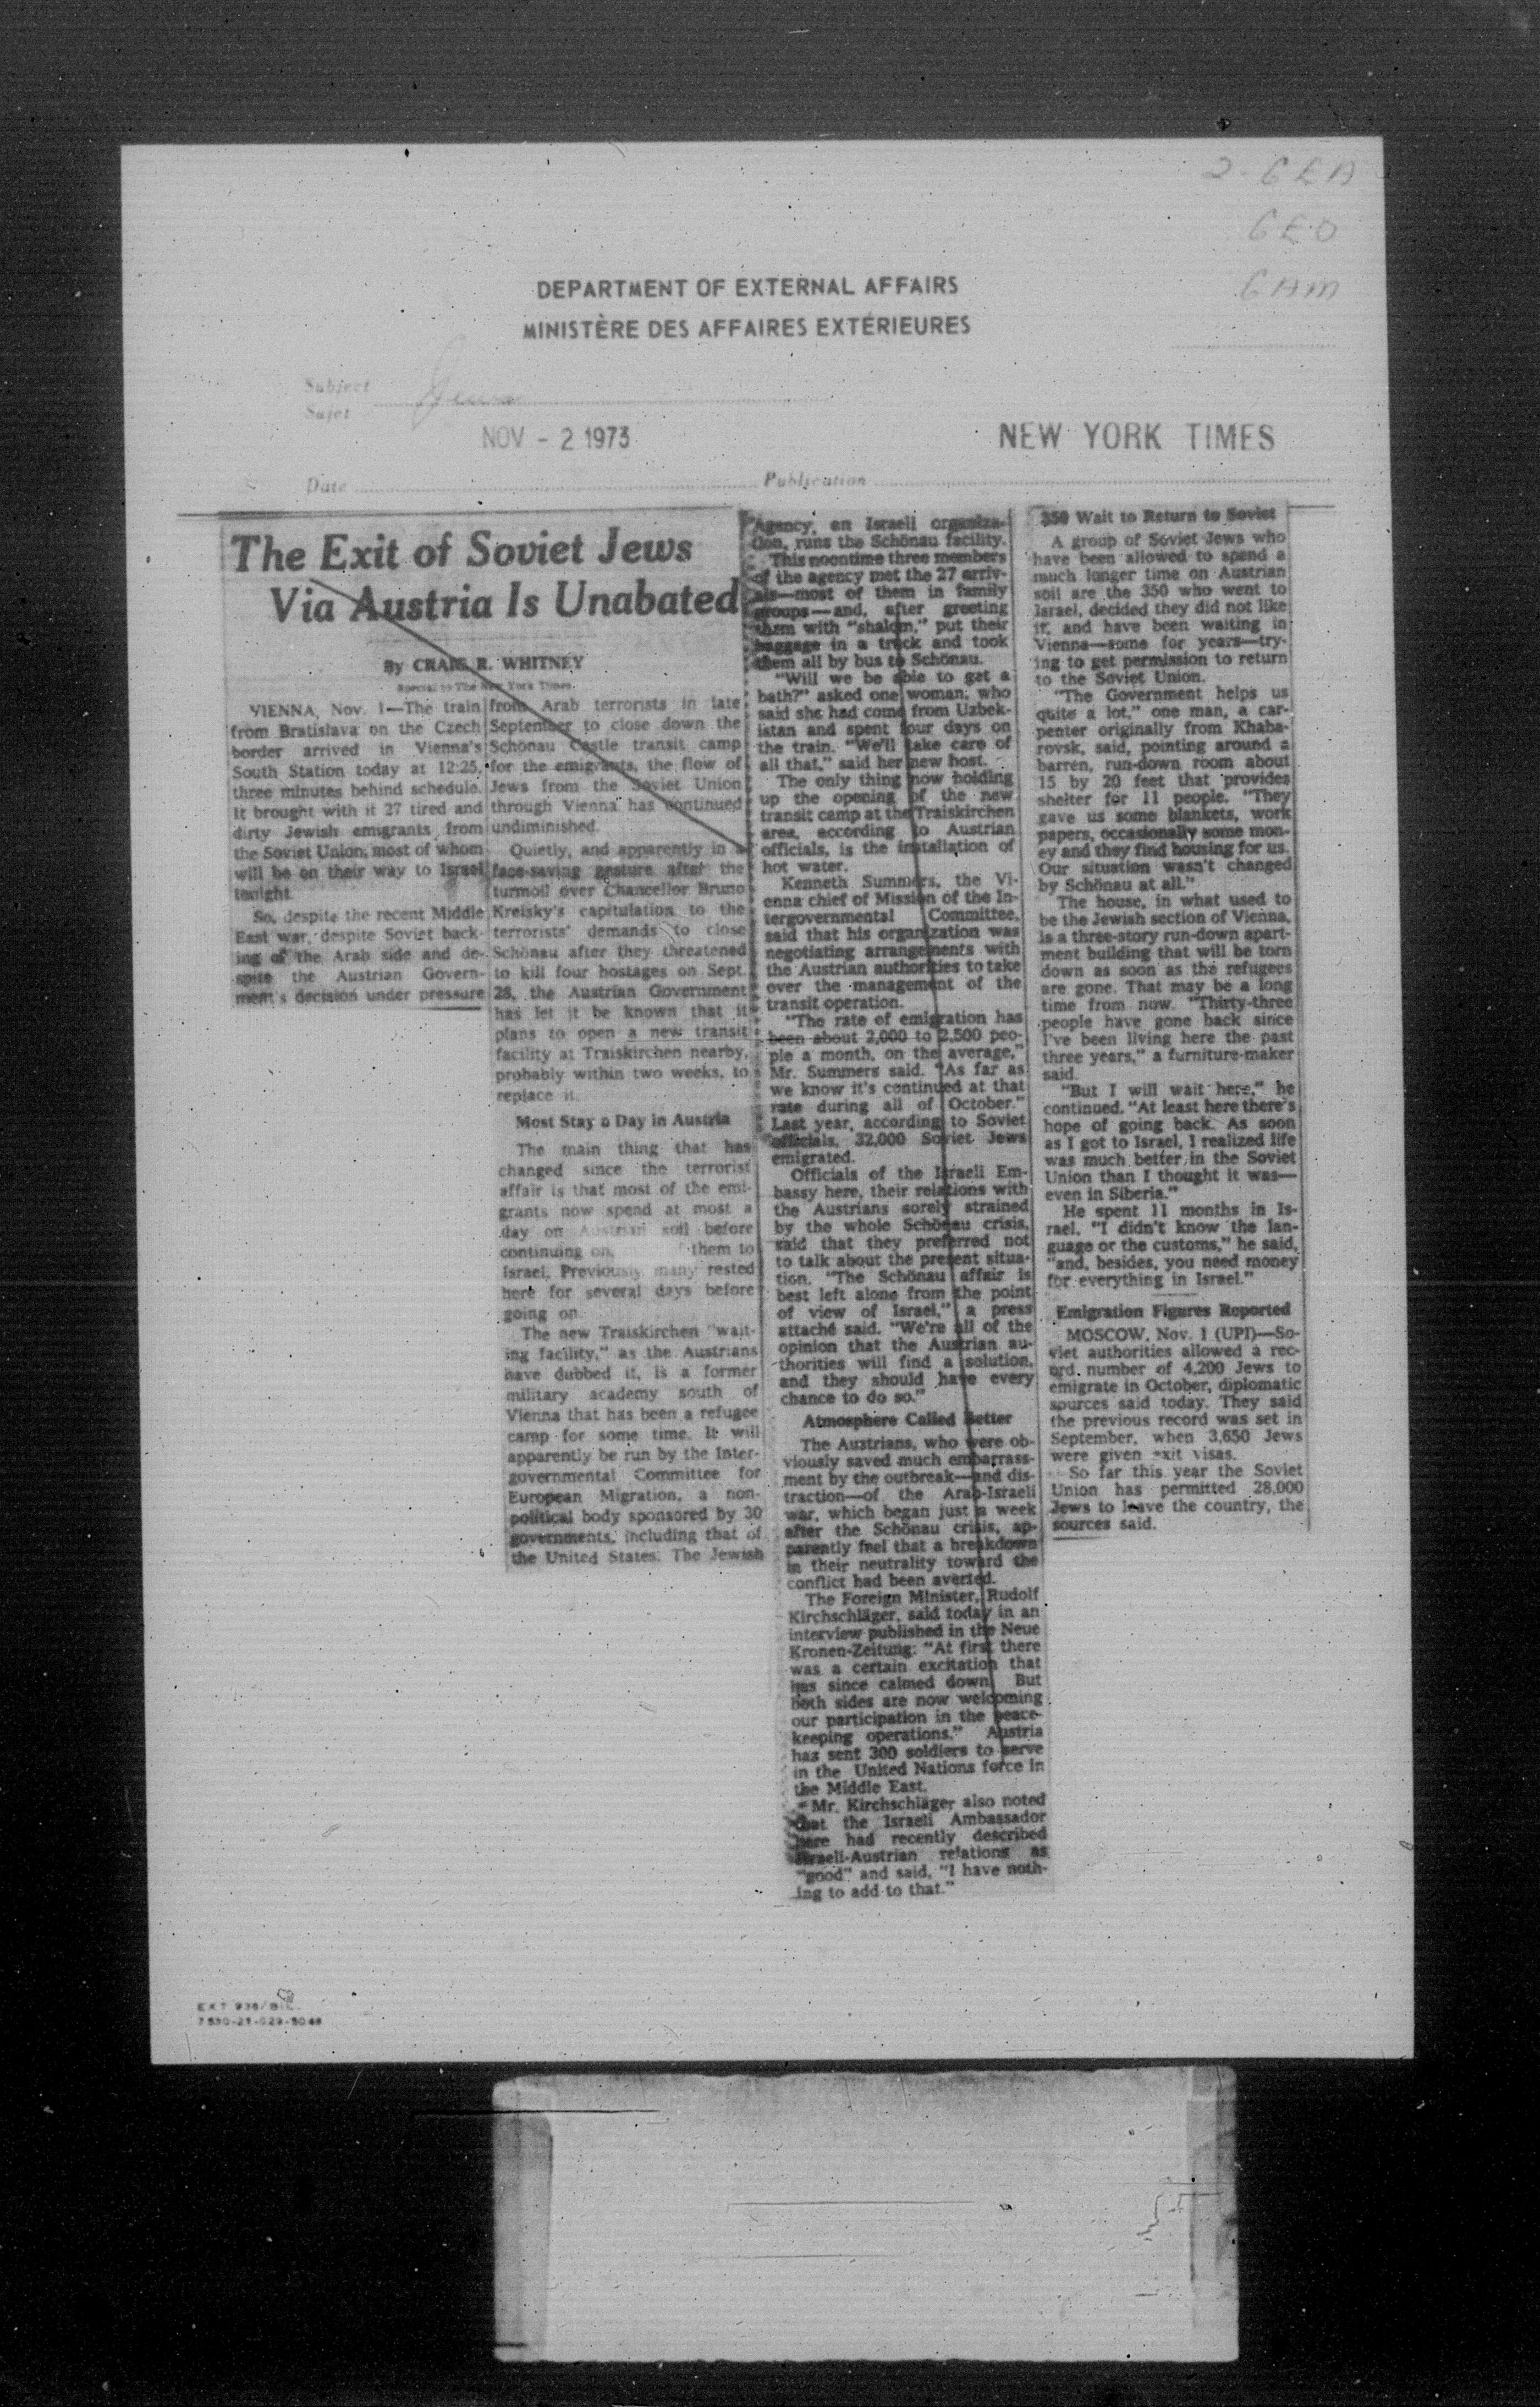 2 GEA
GEO
GAM
DEPARTMENT OF EXTERNAL AFFAIRS
MINISTÈRE DES AFFAIRES EXTÉRIEURES
Subject
Sujet
Jews
NOV - 2 1973
NEW YORK TIMES
Date
Publication
The Exit of Soviet Jews
Via Austria Is Unabated
By CRAIG R. WHITNEY
Special to The New York Times
VIENNA, Nov. 1—The train
from Bratislava on the Czech
border arrived in Vienna's
South Station today at 12:25,
three minutes behind schedule.
It brought with it 27 tired and
dirty Jewish emigrants from
the Soviet Union, most of whom
will be on their way to Israel
tonight.
So, despite the recent Middle
East war, despite Soviet back-
ing of the Arab side and de-
spite the Austrian Govern-
ment's decision under pressure
from Arab terrorists in late
September to close down the
Schönau Castle transit camp
for the emigrants, the flow of
Jews from the Soviet Union
through Vienna has continued
undiminished.
Quietly, and apparently in a
face-saving gesture after the
turmoil over Chancellor Bruno
Kreisky's capitulation to the
terrorists' demands to close
Schönau after they threatened
to kill four hostages on Sept.
28, the Austrian Government
has let it be known that it
plans to open a new transit
facility at Traiskirchen nearby,
probably within two weeks, to
replace it.
Most Stay a Day in Austria
The main thing that has
changed since the terrorist
affair is that most of the emi-
grants now spend at most a
day on Austrian soil before
continuing on, them to
Israel. Previously, many rested
here for several days before
going on.
The new Traiskirchen "wait-
ing facility," as the Austrians
have dubbed it, is a former
military academy south of
Vienna that has been a refugee
camp for some time. It will
apparently be run by the Inter-
governmental Committee for
European Migration, a non-
political body sponsored by 30
governments, including that of
the United States. The Jewish
Agency, an Israeli organiza-
tion, runs the Schönau facility.
This noontime three members
of the agency met the 27 arriv-
als—most of them in family
groups—and, after greeting
them with "shalom," put their
baggage in a truck and took
them all by bus to Schönau.
"Will we be able to get a
bath?" asked one woman, who
said she had come from Uzbek-
istan and spent four days on
the train. "We'll take care of
all that," said her new host.
The only thing now holding
up the opening of the new
transit camp at the Traiskirchen
area, according to Austrian
officials, is the installation of
hot water.
Kenneth Summers, the Vi-
enna chief of Mission of the In-
tergovernmental Committee,
said that his organization was
negotiating arrangements with
the Austrian authorities to take
over the management of the
transit operation.
"The rate of emigration has
been about 2,000 to 2,500 peo-
ple a month, on the average,"
Mr. Summers said. "As far as
we know it's continued at that
rate during all of October."
Last year, according to Soviet
officials, 32,000 Soviet Jews
emigrated.
Officials of the Israeli Em-
bassy here, their relations with
the Austrians sorely strained
by the whole Schönau crisis,
said that they preferred not
to talk about the present situa-
tion. "The Schönau affair is
best left alone from the point
of view of Israel," a press
attaché said. "We're all of the
opinion that the Austrian au-
thorities will find a solution,
and they should have every
chance to do so."
Atmosphere Called Better
The Austrians, who were ob-
viously saved much embarrass-
ment by the outbreak—and dis-
traction—of the Arab-Israeli
war, which began just a week
after the Schönau crisis, ap-
parently feel that a breakdown
in their neutrality toward the
conflict had been averted.
The Foreign Minister, Rudolf
Kirchschläger, said today in an
interview published in the Neue
Kronen-Zeitung: "At first there
was a certain excitation that
has since calmed down. But
both sides are now welcoming
our participation in the peace-
keeping operations." Austria
has sent 300 soldiers to serve
in the United Nations force in
the Middle East.
Mr. Kirchschläger also noted
that the Israeli Ambassador
here had recently described
Israeli-Austrian relations as
"good" and said, "I have noth-
ing to add to that."
350 Wait to Return to Soviet
A group of Soviet Jews who
have been allowed to spend a
much longer time on Austrian
soil are the 350 who went to
Israel, decided they did not like
it, and have been waiting in
Vienna—some for years—try-
ing to get permission to return
to the Soviet Union.
"The Government helps us
quite a lot," one man, a car-
penter originally from Khaba-
rovsk, said, pointing around a
barren, run-down room about
15 by 20 feet that provides
shelter for 11 people. "They
gave us some blankets, work
papers, occasionally some mon-
ey and they find housing for us.
Our situation wasn't changed
by Schönau at all."
The house, in what used to
be the Jewish section of Vienna,
is a three-story run-down apart-
ment building that will be torn
down as soon as the refugees
are gone. That may be a long
time from now. "Thirty-three
people have gone back since
I've been living here the past
three years," a furniture-maker
said.
"But I will wait here," he
continued. "At least here there's
hope of going back. As soon
as I got to Israel, I realized life
was much better in the Soviet
Union than I thought it was—
even in Siberia."
He spent 11 months in Is-
rael. "I didn't know the lan-
guage or the customs," he said,
"and, besides, you need money
for everything in Israel."
Emigration Figures Reported
MOSCOW, Nov. 1 (UPI)—So-
viet authorities allowed a rec-
ord number of 4,200 Jews to
emigrate in October, diplomatic
sources said today. They said
the previous record was set in
September, when 3,650 Jews
were given exit visas.
So far this year the Soviet
Union has permitted 28,000
Jews to leave the country, the
sources said.
EXT 938/BIL.
7530-21-029-5046